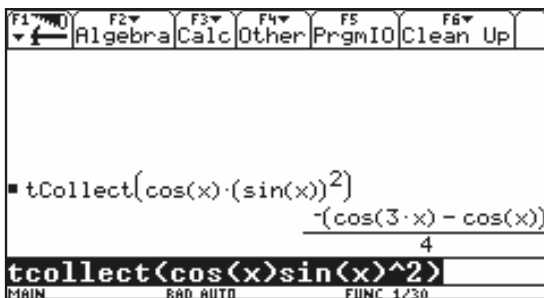 F1▼ F2▼ F3▼ F4▼ F5 F6▼
Algebra Calc Other PrgmIO Clean Up
▪ tCollect(cos(x)·(sin(x))²)
-(cos(3·x) - cos(x))
4
tcollect(cos(x)sin(x)^2)
MAIN RAD AUTO FUNC 1/30